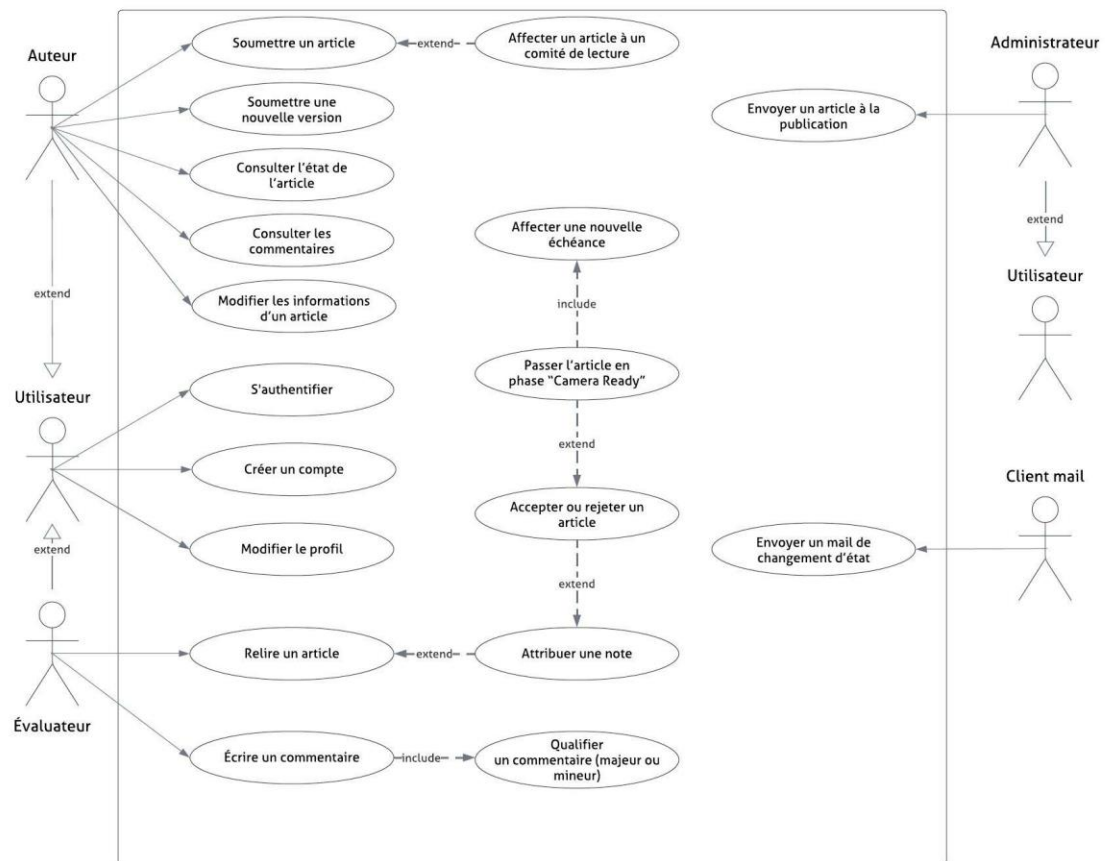 Auteur
Soumettre un article
extend
Affecter un article à un
comité de lecture
Administrateur
Soumettre une
nouvelle version
Envoyer un article à la
publication
Consulter l'état de
l'article
Consulter les
commentaires
Affecter une nouvelle
échéance
extend
Utilisateur
extend
Modifier les informations
d'un article
include
Passer l'article en
phase "Camera Ready"
Utilisateur
S'authentifier
extend
Créer un compte
Accepter ou rejeter un
article
Client mail
extend
Modifier le profil
Envoyer un mail de
changement d'état
extend
Relire un article
extend
Attribuer une note
Évaluateur
Écrire un commentaire
include
Qualifier
un commentaire (majeur ou
mineur)